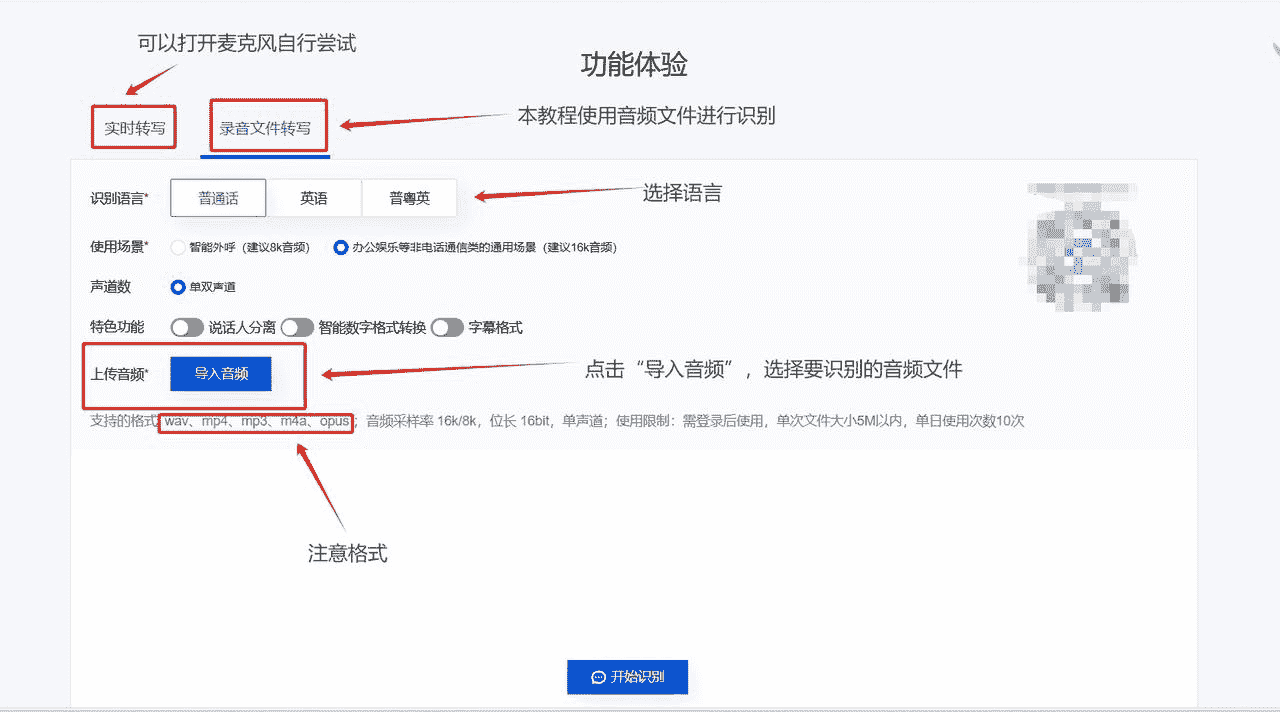 可以打开麦克风自行尝试
功能体验
实时转写 录音文件转写 本教程使用音频文件进行识别
识别语言* 普通话 英语 普粤英 选择语言
使用场景* 智能外呼（建议8k音频） 办公娱乐等非电话通信类的通用场景（建议16k音频）
声道数 单双声道
特色功能 说话人分离 智能数字格式转换 字幕格式
上传音频* 导入音频 点击“导入音频”，选择要识别的音频文件
支持的格式 wav、mp4、mp3、m4a、opus；音频采样率 16k/8k，位长 16bit，单声道；使用限制：需登录后使用，单次文件大小5M以内，单日使用次数10次
注意格式
开始识别